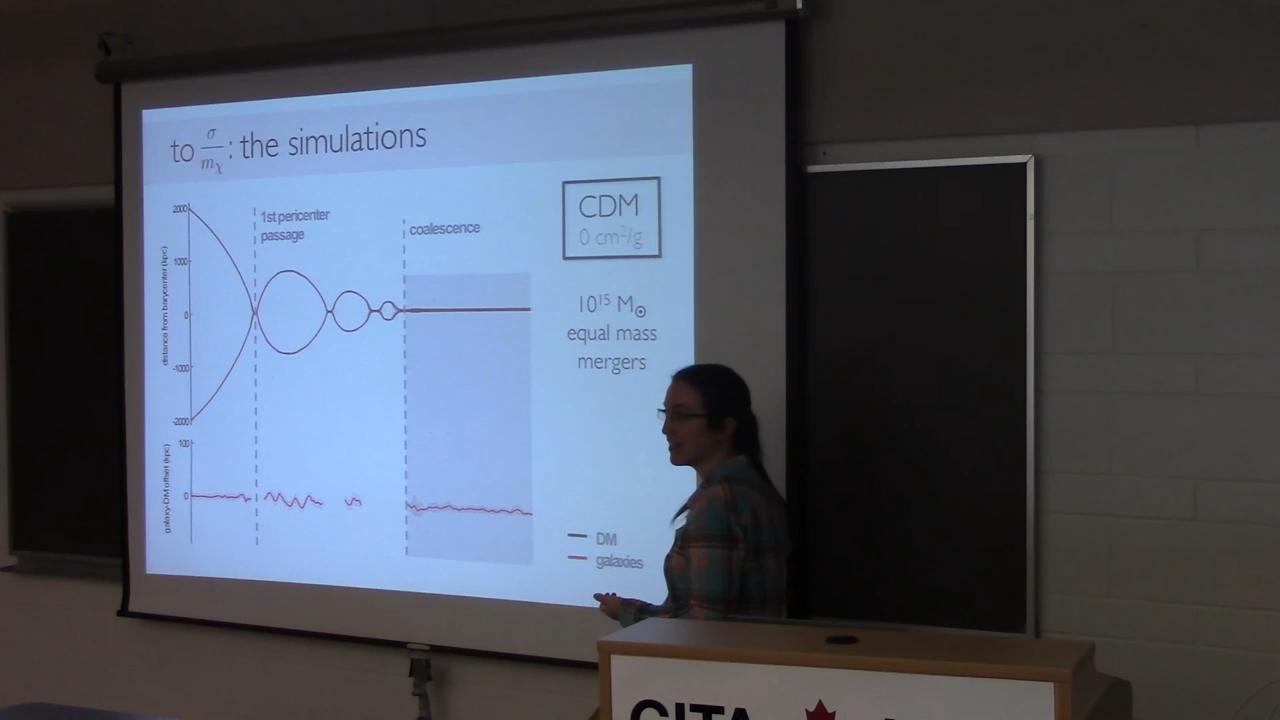 to σ/mχ : the simulations
2000
1000
0
-1000
-2000
distance from barycenter (kpc)
1st pericenter
passage
coalescence
100
0
galaxy-DM offset (kpc)
CDM
0 cm²/g
10¹⁵ M☉
equal mass
mergers
DM
galaxies
CITA